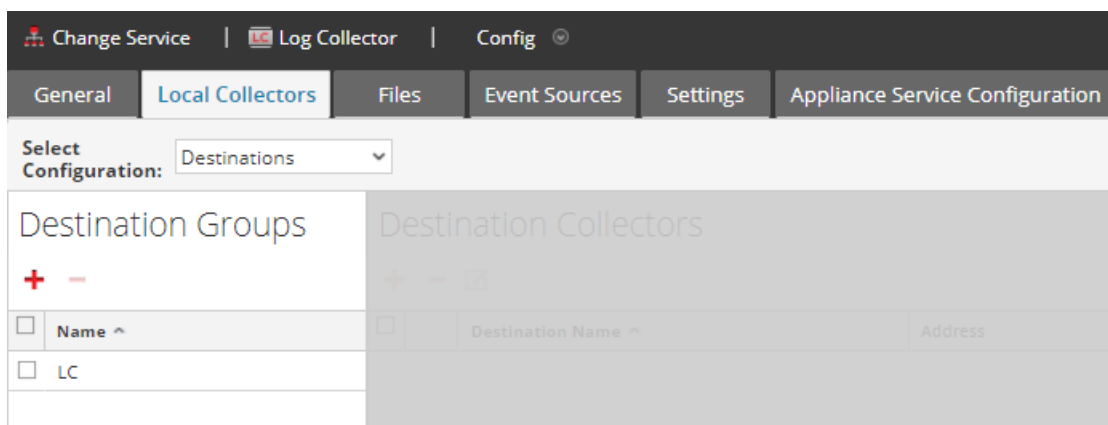 Change Service | LC Log Collector | Config
General Local Collectors Files Event Sources Settings Appliance Service Configuration
Select
Configuration: Destinations
Destination Groups Destination Collectors
+ − + −
Name Destination Name Address
LC